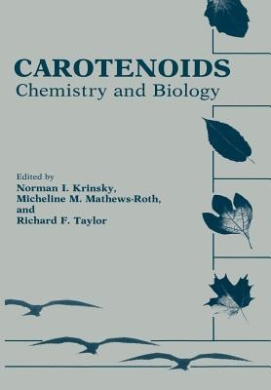 CAROTENOIDS
Chemistry and Biology
Edited by
Norman I. Krinsky,
Micheline M. Mathews-Roth,
and
Richard F. Taylor